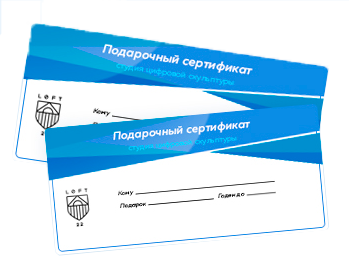 Подарочный сертификат
студия цифровой скульптуры
LOFT
22
Кому
Подарочный сертификат
студия цифровой скульптуры
LOFT
22
Кому
Подарок
Годен до